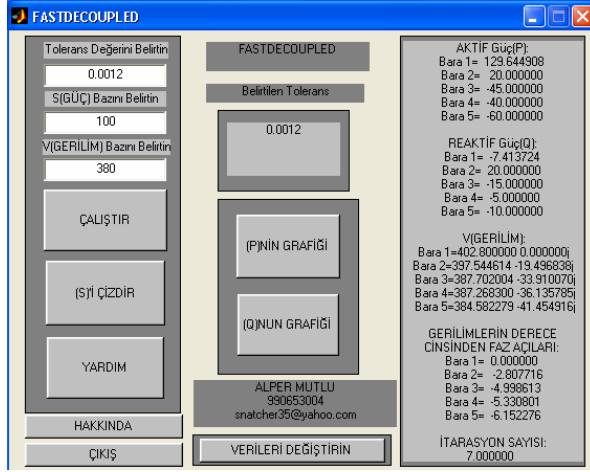 FASTDECOUPLED
Tolerans Değerini Belirtin
0.0012
S(GÜÇ) Bazını Belirtin
100
V(GERİLİM) Bazını Belirtin
380
ÇALIŞTIR
(S)'İ ÇİZDİR
YARDIM
HAKKINDA
ÇIKIŞ
FASTDECOUPLED
Belirtilen Tolerans
0.0012
(P)NİN GRAFİĞİ
(Q)NUN GRAFİĞİ
ALPER MUTLU
990653004
snatcher35@yahoo.com
VERİLERİ DEĞİŞTİRİN
AKTİF Güç(P):
Bara 1= 129.644908
Bara 2= 20.000000
Bara 3= -45.000000
Bara 4= -40.000000
Bara 5= -60.000000
REAKTİF Güç(Q):
Bara 1= -7.413724
Bara 2= 20.000000
Bara 3= -15.000000
Bara 4= -5.000000
Bara 5= -10.000000
V(GERİLİM):
Bara 1=402.800000 0.000000j
Bara 2=397.544614 -19.496838j
Bara 3=387.702004 -33.910070j
Bara 4=387.268300 -36.135785j
Bara 5=384.582279 -41.454916j
GERİLİMLERİN DERECE
CİNSİNDEN FAZ AÇILARI:
Bara 1= 0.000000
Bara 2= -2.807716
Bara 3= -4.998613
Bara 4= -5.330801
Bara 5= -6.152276
İTARASYON SAYISI:
7.000000